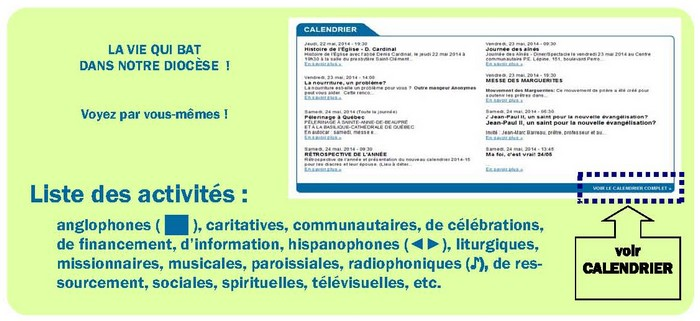 LA VIE QUI BAT
DANS NOTRE DIOCÈSE !
Voyez par vous-mêmes !
CALENDRIER
Jeudi, 22 mai, 2014 - 19:30
Histoire de l'Église - D. Cardinal
Histoire de l'Église avec l'abbé Denis Cardinal, le jeudi 22 mai 2014 à
19h30 à la salle du presbytère Saint-Clément
En savoir plus »
Vendredi, 23 mai, 2014 - 14:00
La nourriture, un problème?
La nourriture est-elle un problème pour vous ? Outre manqeur Anonymes
peut vous aider. Cette renco...
En savoir plus »
Samedi, 24 mai, 2014 (Toute la journée)
Pèlerinage à Québec
PÈLERINAGE À SAINTE-ANNE-DE-BEAUPRÉ
ET À LA BASILIQUE-CATHÉDRALE DE QUÉBEC
En autocar : samedi, messe e...
En savoir plus »
Samedi, 24 mai, 2014 - 09:30
RÉTROSPECTIVE DE L'ANNÉE
Rétrospective de l'année et présentation du nouveau calendrier 2014-15
pour les diacres et leur épouse. (Lieu à déter...
En savoir plus »
Vendredi, 23 mai, 2014 - 09:30
Journée des aînés
Journée des Aînés - Dîner/Spectacle le vendredi 23 mai 2014 au Centre
communautaire P.E. Lépine, 151, boulevard Perro...
En savoir plus »
Vendredi, 23 mai, 2014 - 19:30
MESSE DES MARGUERITES
Mouvement des Marguerites: Ce mouvement de prière a été créé pour
soutenir les prêtres dans...
En savoir plus »
Samedi, 24 mai, 2014 - 08:30
♪ Jean-Paul II, un saint pour la nouvelle évangélisation?
Jean-Paul II, un saint pour la nouvelle évangélisation?
Invité : Jean-Marc Barreau, prêtre, professeur et au...
En savoir plus »
Samedi, 24 mai, 2014 - 13:45
Ma foi, c'est vrai! 24/05
En savoir plus »
VOIR LE CALENDRIER COMPLET »
Liste des activités :
anglophones ( ), caritatives, communautaires, de célébrations,
de financement, d'information, hispanophones (◄►), liturgiques,
missionnaires, musicales, paroissiales, radiophoniques (♪), de res-
sourcement, sociales, spirituelles, télévisuelles, etc.
voir
CALENDRIER